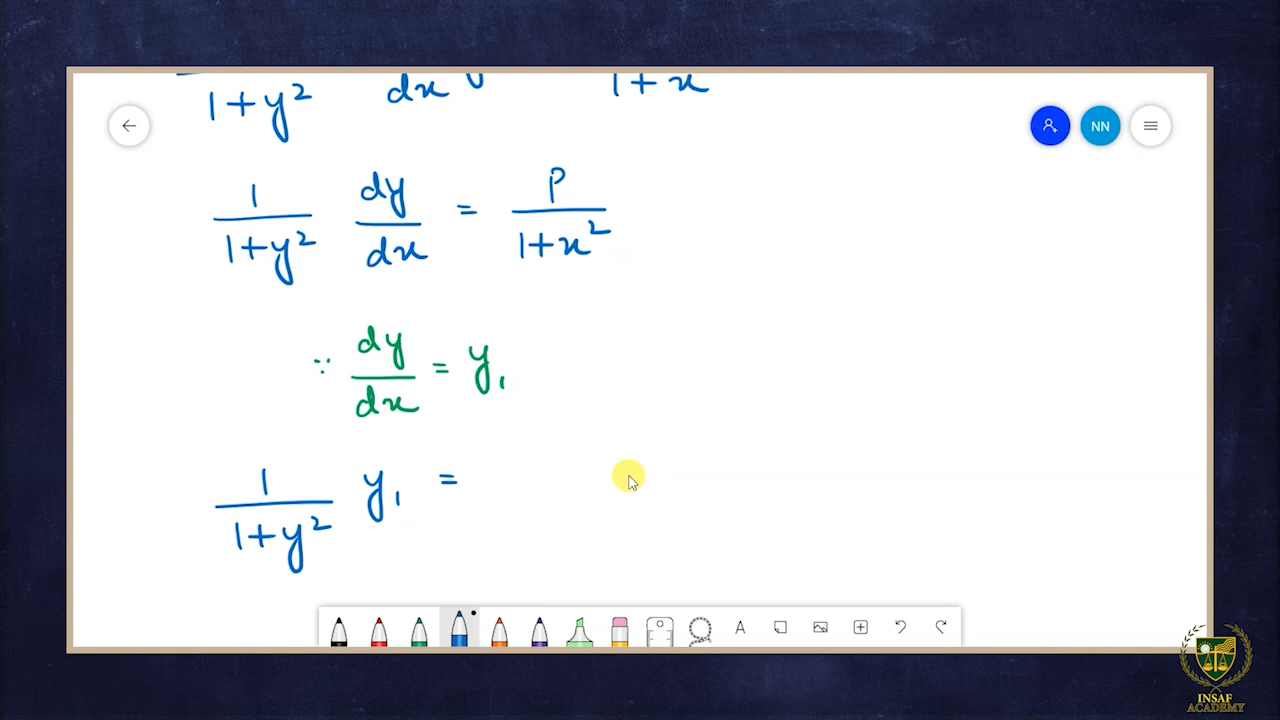 1+y² dx 1+x
1/(1+y²) dy/dx = p/(1+x²)
∵ dy/dx = y₁
1/(1+y²) y₁ =
NN
A
INSAF
ACADEMY